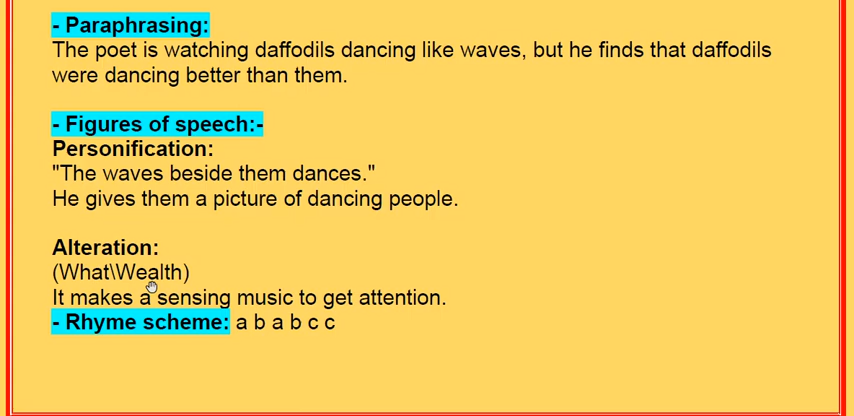 - Paraphrasing:
The poet is watching daffodils dancing like waves, but he finds that daffodils
were dancing better than them.
- Figures of speech:-
Personification:
"The waves beside them dances."
He gives them a picture of dancing people.
Alteration:
(What\Wealth)
It makes a sensing music to get attention.
- Rhyme scheme: a b a b c c